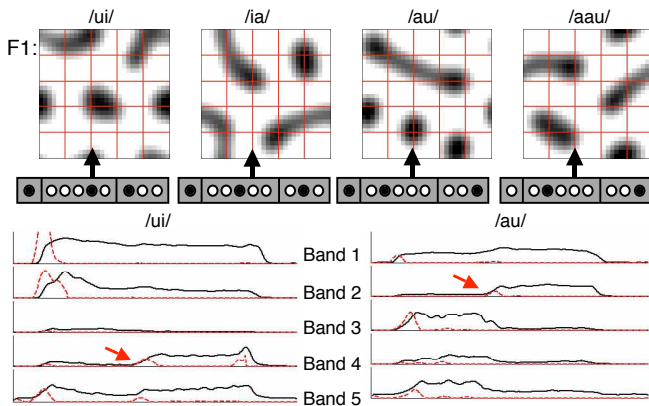 /ui/ /ia/ /au/ /aau/
F1:
/ui/ /au/
Band 1
Band 2
Band 3
Band 4
Band 5